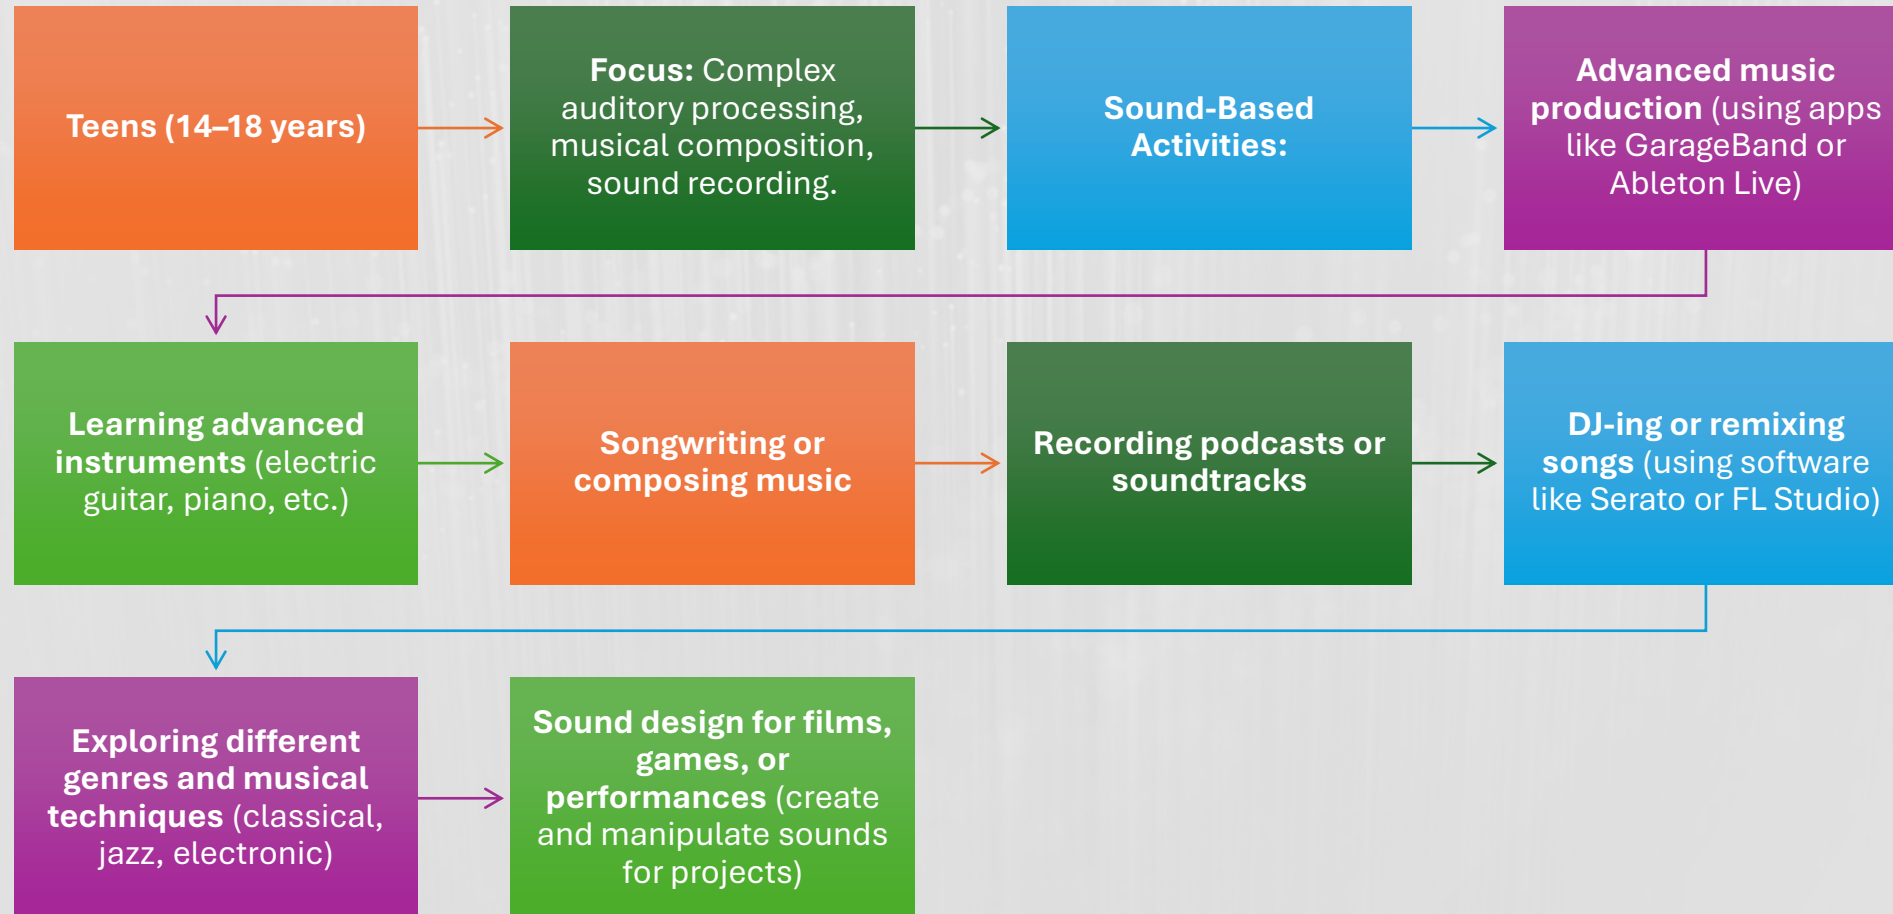 Teens (14–18 years)
Focus: Complex
auditory processing,
musical composition,
sound recording.
Sound-Based
Activities:
Advanced music
production (using apps
like GarageBand or
Ableton Live)
Learning advanced
instruments (electric
guitar, piano, etc.)
Songwriting or
composing music
Recording podcasts or
soundtracks
DJ-ing or remixing
songs (using software
like Serato or FL Studio)
Exploring different
genres and musical
techniques (classical,
jazz, electronic)
Sound design for films,
games, or
performances (create
and manipulate sounds
for projects)